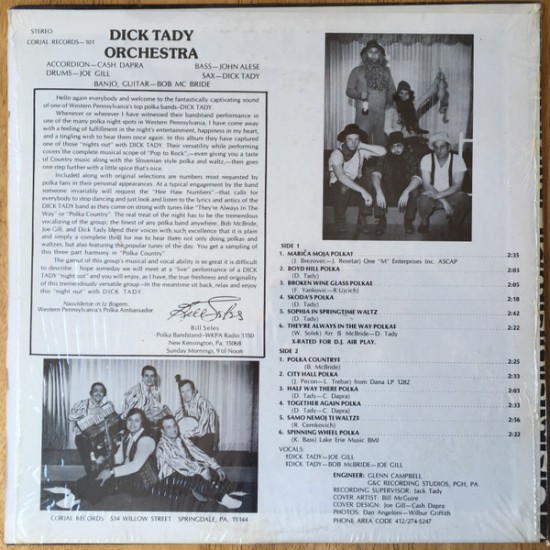 STEREO
CORJAL RECORDS—101
DICK TADY
ORCHESTRA
ACCORDION—CASH DAPRA
BASS—JOHN ALESE
DRUMS—JOE GILL
SAX—DICK TADY
BANJO, GUITAR—BOB MC BRIDE
Hello again everybody and welcome to the fantastically captivating sound
of one of Western Pennsylvania's top polka bands-DICK TADY.
Whenever or wherever I have witnessed their bandstand performance in
one of the many polka night spots in Western Pennsylvania, I have come away
with a feeling of fulfillment in the night's entertainment, happiness in my heart,
and a tingling wish to hear them once again. In this album they have captured
one of those "nights out" with DICK TADY. Their versatility while performing
covers the complete musical scope of "Pop to Rock",—even giving you a taste
of Country music along with the Slovenian style polka and waltz,—then goes
one step further with a little spice that's nice.
Included along with original selections are numbers most requested by
polka fans in their personal appearances. At a typical engagement by the band
someone invariably will request the "Hee Haw Numbers"—that calls for
everybody to stop dancing and just look and listen to the lyrics and antics of the
DICK TADY band as they come on strong with tunes like "They're Always In The
Way" or "Polka Country". The real treat of the night has to be the tremendous
vocalizing of the group; the finest of any polka band anywhere. Bob McBride,
Joe Gill, and Dick Tady blend their voices with such excellence that it is plain
and simply a complete thrill for me to hear them not only doing polkas and
waltzes, but also featuring the popular tunes of the day. You get a sampling of
this three part harmony in "Polka Country".
The gamut of this group's musical and vocal ability is so great it is difficult
to describe. I hope someday we will meet at a "live" performance of a DICK
TADY "night out" and you will enjoy, as I have, the true freshness and originality
of this tremendously versatile group—in the meantime sit back, relax and enjoy
this "night out" with DICK TADY.
Nasvidenje in Iz Bogom,
Western Pennsylvania's Polka Ambassador
Bill Seles
Bill Seles
-Polka Bandstand—WKPA Radio 1150
New Kensington, Pa. 15068
Sunday Mornings, 9 til Noon
SIDE 1
1. MARIČA MOJA POLKA† 2:35
(J. Brezover—J. Resetar) One "M" Enterprises Inc. ASCAP
2. BOYD HILL POLKA 2:03
(D. Tady)
3. BROKEN WINE GLASS POLKA‡ 2:05
(F. Yankovic—R Urcich)
4. SKODA'S POLKA 2:18
(D. Tady)
5. SOPHIA IN SPRINGTIME WALTZ 2:42
(D. Tady)
6. THEYRE ALWAYS IN THE WAY POLKA‡ 2:22
(W. Solek) Arr B McBride—D. Tady
X-RATED FOR D.J. AIR PLAY.
SIDE 2
1. POLKA COUNTRY‡ 2:25
(B. McBride)
2. CITY HALL POLKA 2:33
(J. Pecon—L. Trebar) from Dana LP 1282
3. HALF WAY THERE POLKA 2:03
(D. Tady—C. Dapra)
4. TOGETHER AGAIN POLKA 2:33
(D. Tady—C. Dapra)
5. SAMO NEMOJ TI WALTZ‡ 2:56
(R. Cernkovich)
6. SPINNING WHEEL POLKA 2:22
(K. Bass) Lake Erie Music BMI
VOCALS:
†DICK TADY—JOE GILL
‡DICK TADY—BOB McBRIDE—JOE GILL
ENGINEER: GLENN CAMPBELL
G&C RECORDING STUDIOS, PGH, PA.
RECORDING SUPERVISOR: Jack Tady
COVER ARTIST: Bill McGuire
COVER DESIGN: Joe Gill—Cash Dapra
PHOTOS: Dan Angeloni—Wilbur Griffith
PHONE AREA CODE 412/274-5247
CORJAL RECORDS 534 WILLOW STREET SPRINGDALE, PA. 15144